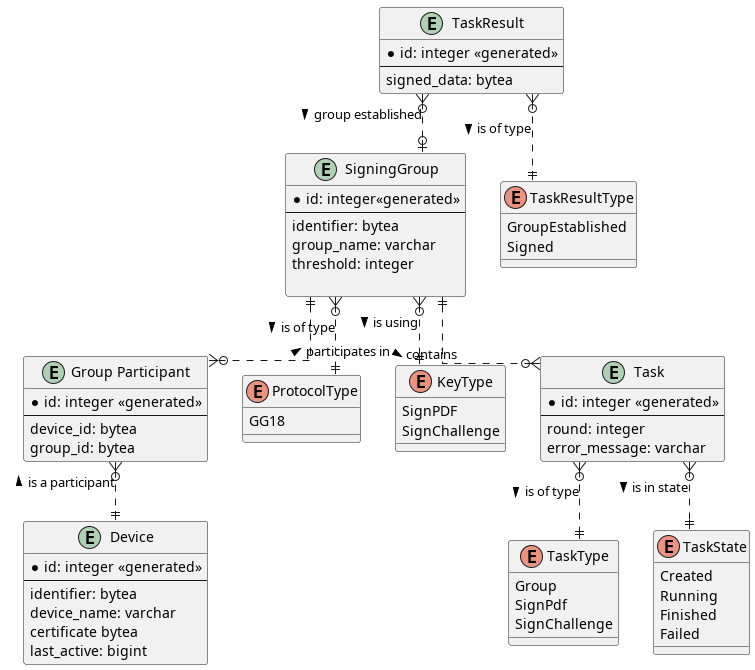 E TaskResult
* id: integer «generated»
signed_data: bytea
group established
is of type
E SigningGroup
* id: integer«generated»
identifier: bytea
group_name: varchar
threshold: integer
E TaskResultType
GroupEstablished
Signed
is of type
is using
participates in
contains
E Group Participant
* id: integer «generated»
device_id: bytea
group_id: bytea
E ProtocolType
GG18
E KeyType
SignPDF
SignChallenge
E Task
* id: integer «generated»
round: integer
error_message: varchar
is a participant
is of type
is in state
E Device
* id: integer «generated»
identifier: bytea
device_name: varchar
certificate bytea
last_active: bigint
E TaskType
Group
SignPdf
SignChallenge
E TaskState
Created
Running
Finished
Failed